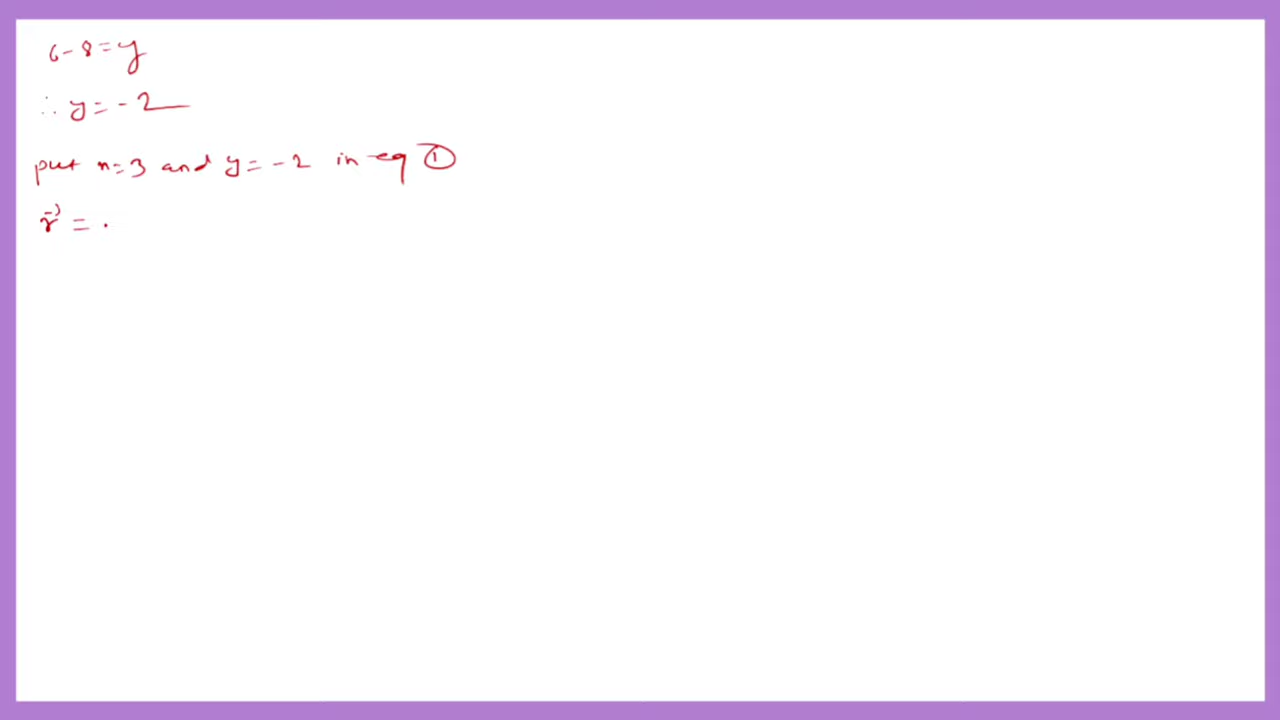 6-8=y
∴ y = -2
put x=3 and y = -2 in eq ①
r⃗ = .